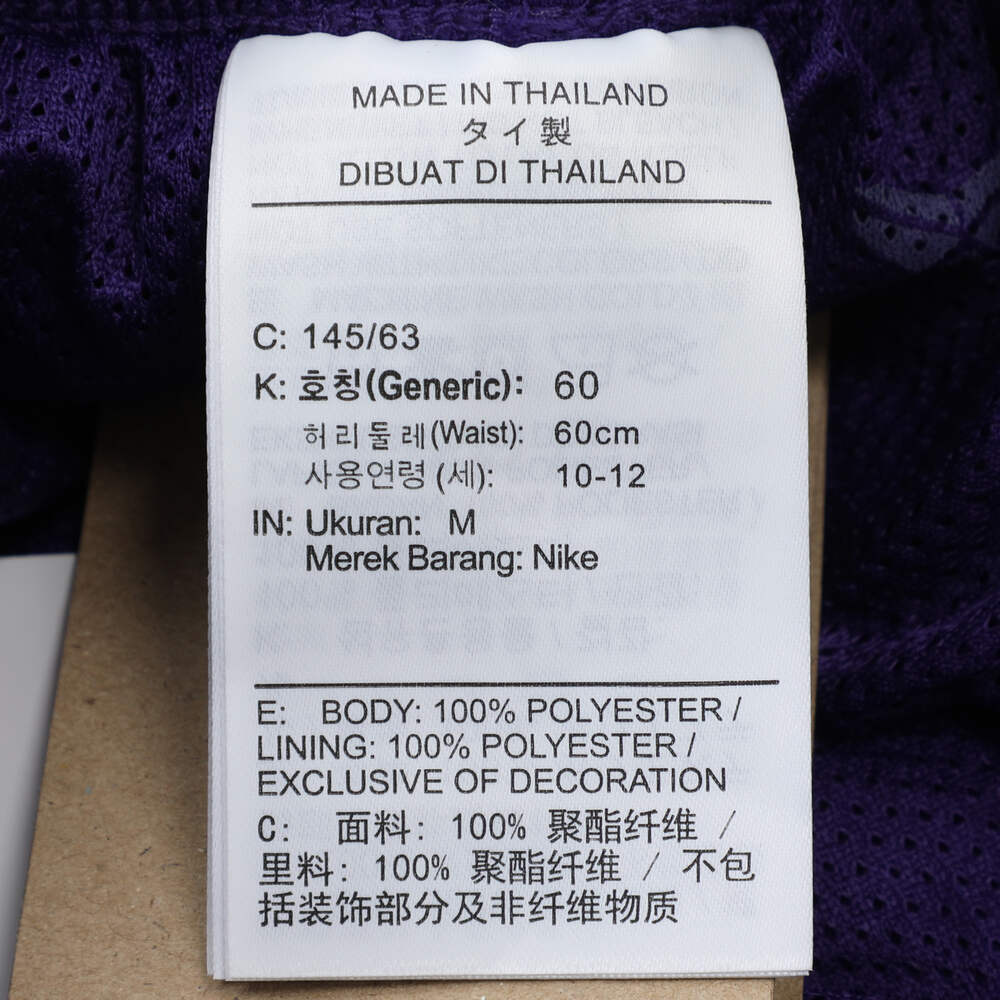 MADE IN THAILAND
タイ製
DIBUAT DI THAILAND
C: 145/63
K: 호칭(Generic): 60
허리둘레(Waist): 60cm
사용연령(세): 10-12
IN: Ukuran: M
Merek Barang: Nike
E: BODY: 100% POLYESTER /
LINING: 100% POLYESTER /
EXCLUSIVE OF DECORATION
C: 面料: 100% 聚酯纤维 /
里料: 100% 聚酯纤维 / 不包
括装饰部分及非纤维物质